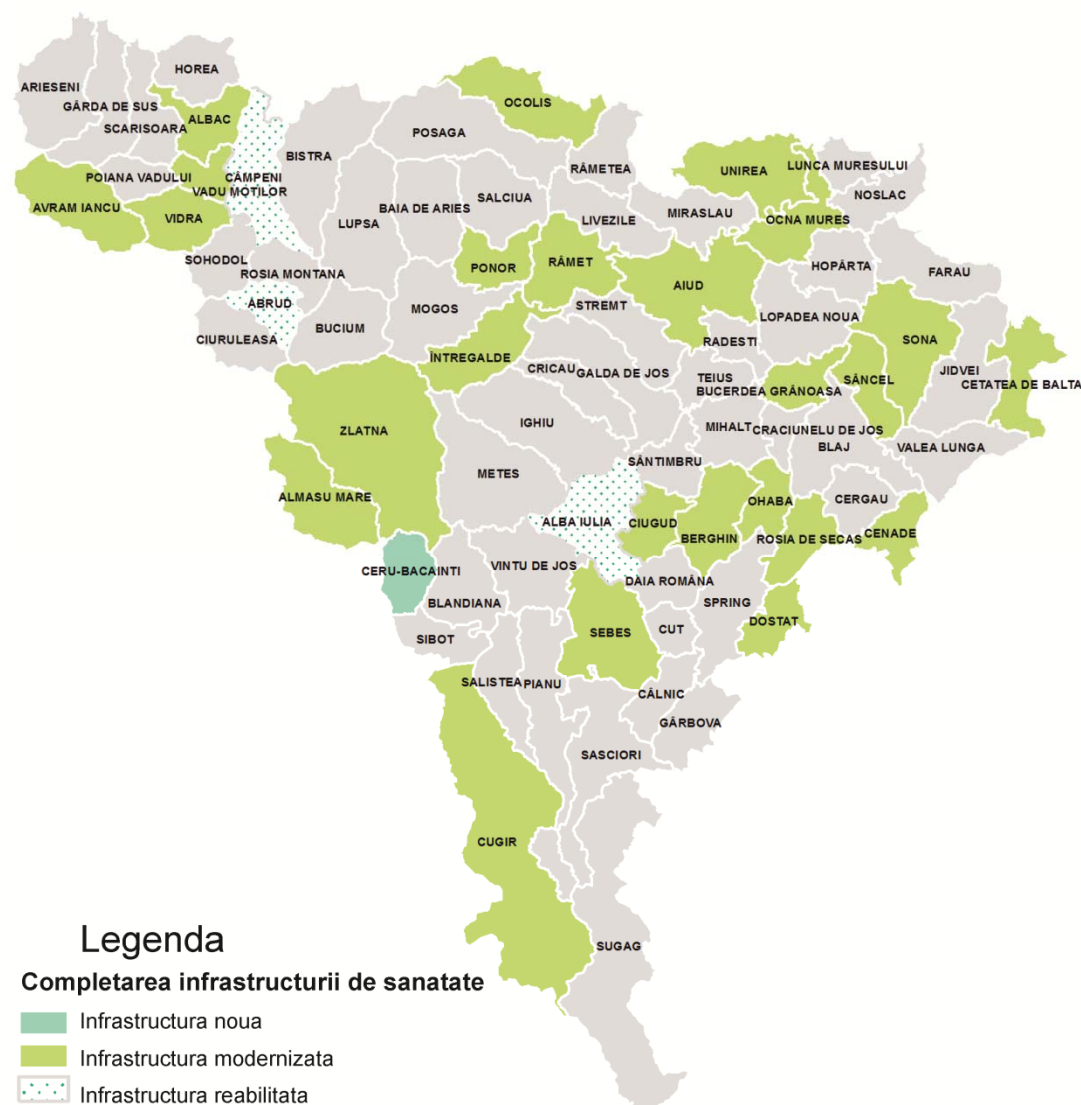 HOREA
ARIESENI
GÂRDA DE SUS
OCOLIS
ALBAC
SCARISOARA
POSAGA
BISTRA
RÂMETEA
LUNCA MURESULUI
UNIREA
POIANA VADULUI
CÂMPENI
VADU MOȚILOR
SALCIUA
NOSLAC
AVRAM IANCU
BAIA DE ARIES
MIRASLAU
VIDRA
LIVEZILE
OCNA MURES
LUPSA
SOHODOL
RÂMET
HOPÂRTA
PONOR
ROSIA MONTANA
FARAU
AIUD
ABRUD
STREMT
MOGOS
LOPADEA NOUA
BUCIUM
CIURULEASA
SONA
RADESTI
ÎNTREGALDE
CRICAU
GALDA DE JOS
JIDVEI
TEIUS
SÂNCEL
CETATEA DE BALTA
BUCERDEA GRÂNOASA
IGHIU
MIHALT
ZLATNA
CRACIUNELU DE JOS
BLAJ
VALEA LUNGA
SÂNTIMBRU
METES
ALMASU MARE
CERGAU
OHABA
ALBA IULIA
CIUGUD
CENADE
BERGHIN
ROSIA DE SECAS
VINTU DE JOS
CERU-BACAINTI
DAIA ROMÂNA
BLANDIANA
SPRING
DOSTAT
CUT
SEBES
SIBOT
SALISTEA
PIANU
CÂLNIC
GÂRBOVA
SASCIORI
CUGIR
SUGAG
Legenda
Completarea infrastructurii de sanatate
Infrastructura noua
Infrastructura modernizata
Infrastructura reabilitata